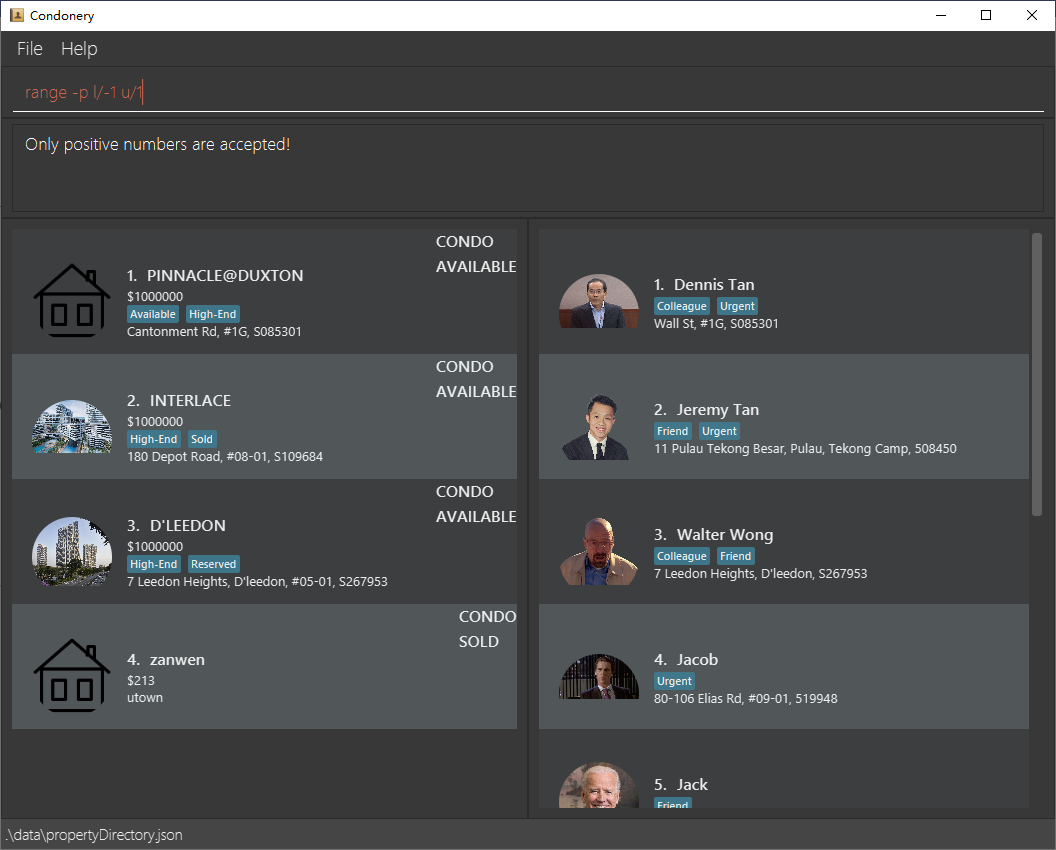 Condonery
File Help
range -p l/-1 u/1
Only positive numbers are accepted!
CONDO
AVAILABLE
1. PINNACLE@DUXTON
$1000000
Available High-End
Cantonment Rd, #1G, S085301
CONDO
AVAILABLE
2. INTERLACE
$1000000
High-End Sold
180 Depot Road, #08-01, S109684
CONDO
AVAILABLE
3. D'LEEDON
$1000000
High-End Reserved
7 Leedon Heights, D'leedon, #05-01, S267953
CONDO
SOLD
4. zanwen
$213
utown
1. Dennis Tan
Colleague Urgent
Wall St, #1G, S085301
2. Jeremy Tan
Friend Urgent
11 Pulau Tekong Besar, Pulau, Tekong Camp, 508450
3. Walter Wong
Colleague Friend
7 Leedon Heights, D'leedon, S267953
4. Jacob
Urgent
80-106 Elias Rd, #09-01, 519948
5. Jack
Friend
.\data\propertyDirectory.json